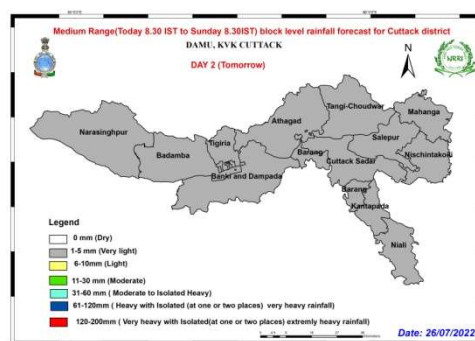 Medium Range(Today 8.30 IST to Sunday 8.30IST) block level rainfall forecast for Cuttack district
DAMU, KVK CUTTACK
DAY 2 (Tomorrow)
N
NRRI
Tangi-Choudwar
Mahanga
Athagad
Narasinghpur
Tigiria
Salepur
Badamba
Barang
Nischintakoili
Cuttack Sadar
Banki and Dampada
Barang
Kantapada
Niali
Legend
0 mm (Dry)
1-5 mm (Very light)
6-10mm (Light)
11-30 mm (Moderate)
31-60 mm ( Moderate to Isolated Heavy)
61-120mm ( Heavy with Isolated (at one or two places) very heavy rainfall)
120-200mm ( Very heavy with Isolated(at one or two places) extremly heavy rainfall)
Date: 26/07/2022